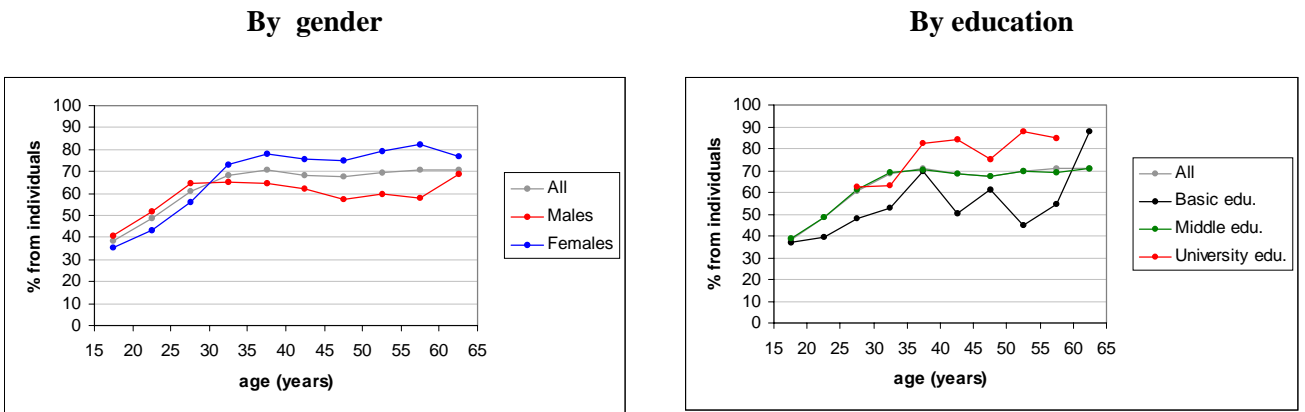 By gender
% from individuals
100
90
80
70
60
50
40
30
20
10
0
15 20 25 30 35 40 45 50 55 60 65
age (years)
All
Males
Females
By education
% from individuals
100
90
80
70
60
50
40
30
20
10
0
15 20 25 30 35 40 45 50 55 60 65
age (years)
All
Basic edu.
Middle edu.
University edu.